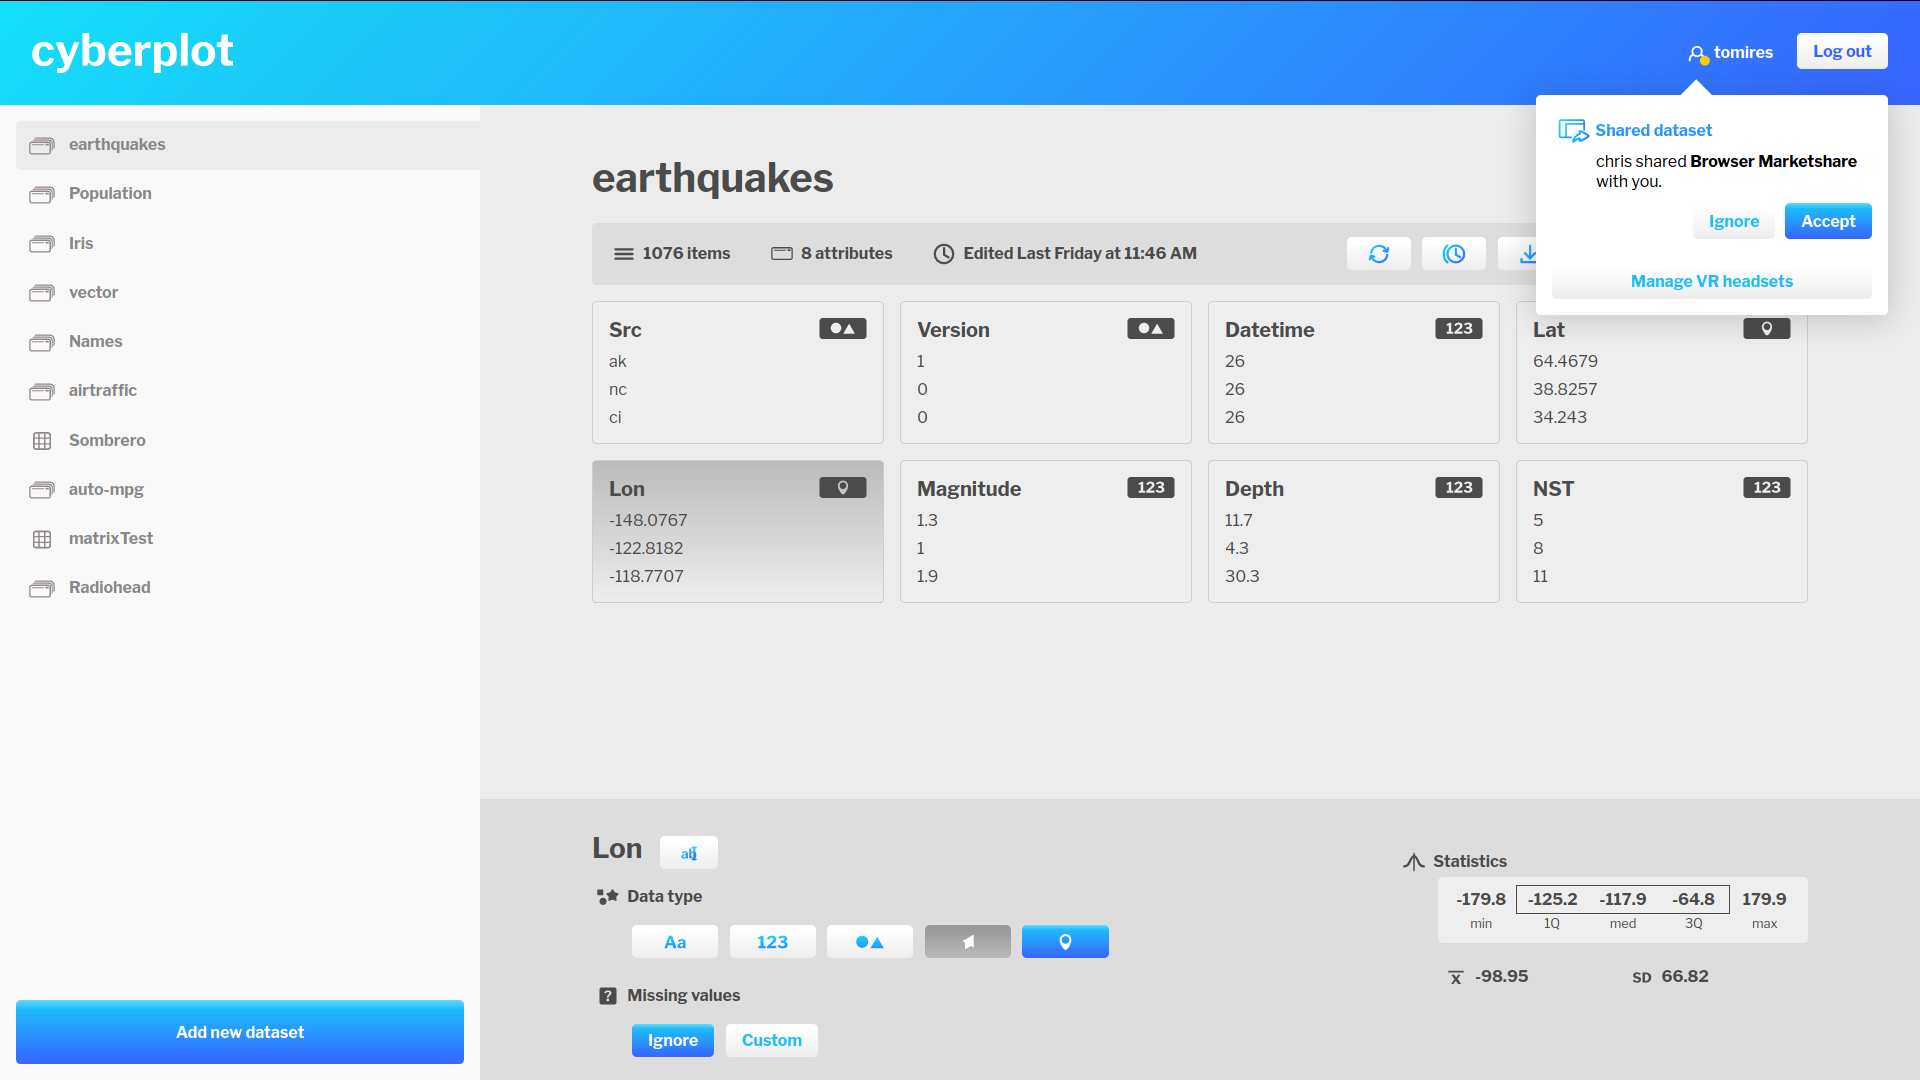 cyberplot
tomires
Log out
Shared dataset
chris shared Browser Marketshare
with you.
Ignore
Accept
Manage VR headsets
earthquakes
Population
Iris
vector
Names
airtraffic
Sombrero
auto-mpg
matrixTest
Radiohead
Add new dataset
earthquakes
1076 items
8 attributes
Edited Last Friday at 11:46 AM
Src
ak
nc
ci
Version
1
0
0
Datetime
123
26
26
26
Lat
64.4679
38.8257
34.243
Lon
-148.0767
-122.8182
-118.7707
Magnitude
123
1.3
1
1.9
Depth
123
11.7
4.3
30.3
NST
123
5
8
11
Lon
ab
Data type
Aa
123
Missing values
?
Ignore
Custom
Statistics
-179.8 -125.2 -117.9 -64.8 179.9
min 1Q med 3Q max
x -98.95
SD 66.82